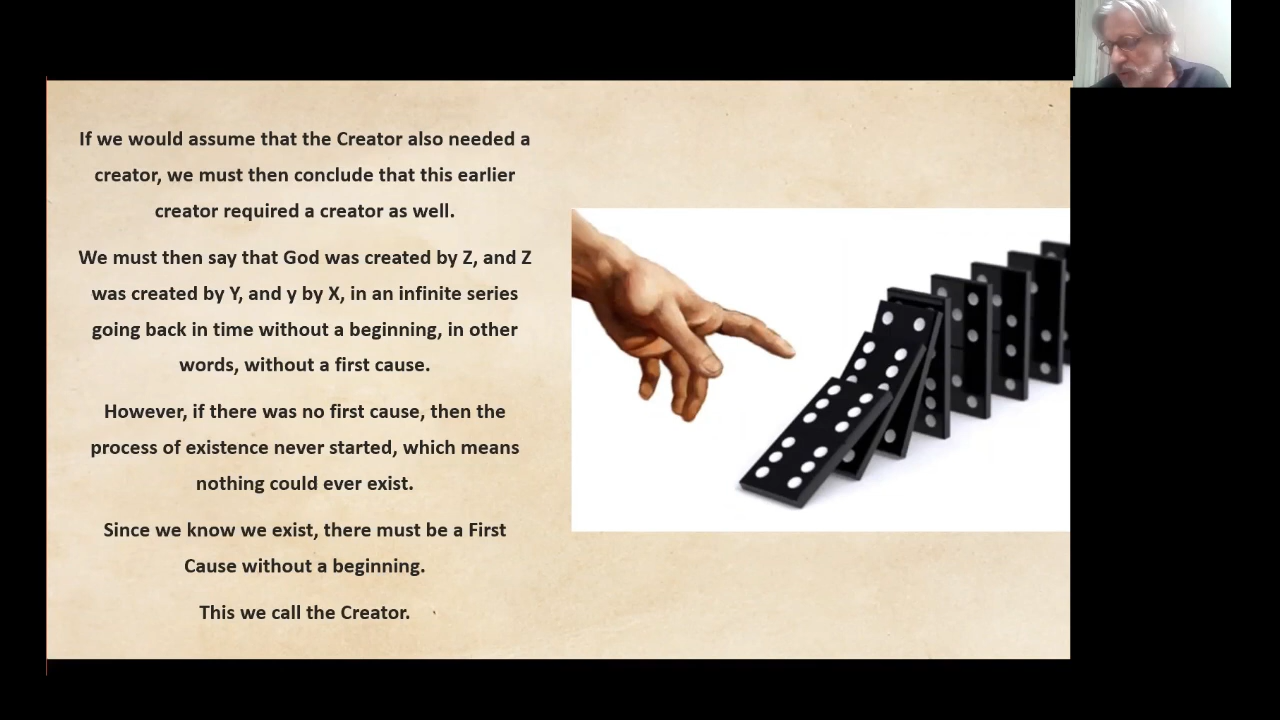 If we would assume that the Creator also needed a
creator, we must then conclude that this earlier
creator required a creator as well.
We must then say that God was created by Z, and Z
was created by Y, and y by X, in an infinite series
going back in time without a beginning, in other
words, without a first cause.
However, if there was no first cause, then the
process of existence never started, which means
nothing could ever exist.
Since we know we exist, there must be a First
Cause without a beginning.
This we call the Creator.